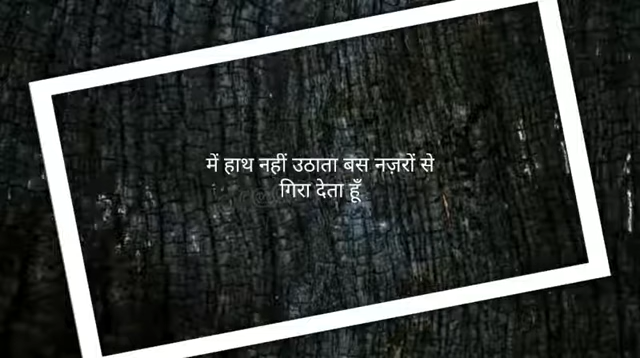 में हाथ नहीं उठाता बस नज़रों से
गिरा देता हूँ